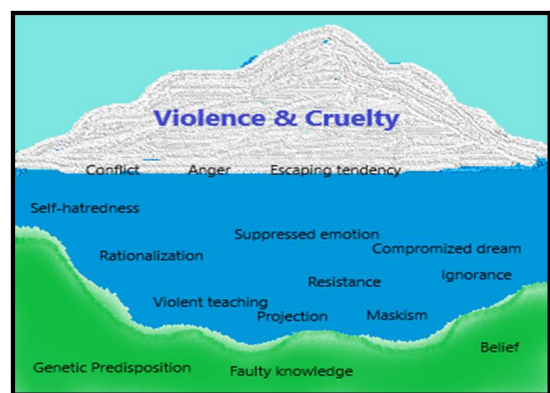 Violence & Cruelty
Conflict Anger Escaping tendency
Self-hatredness
Suppressed emotion
Compromized dream
Rationalization
Ignorance
Resistance
Violent teaching
Projection Maskism
Belief
Genetic Predisposition
Faulty knowledge